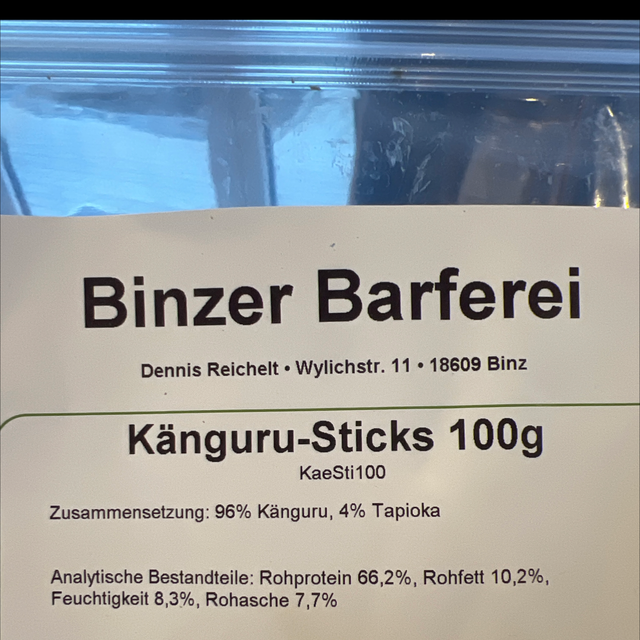 Binzer Barferei
Dennis Reichelt • Wylichstr. 11 • 18609 Binz
Känguru-Sticks 100g
KaeSti100
Zusammensetzung: 96% Känguru, 4% Tapioka
Analytische Bestandteile: Rohprotein 66,2%, Rohfett 10,2%,
Feuchtigkeit 8,3%, Rohasche 7,7%